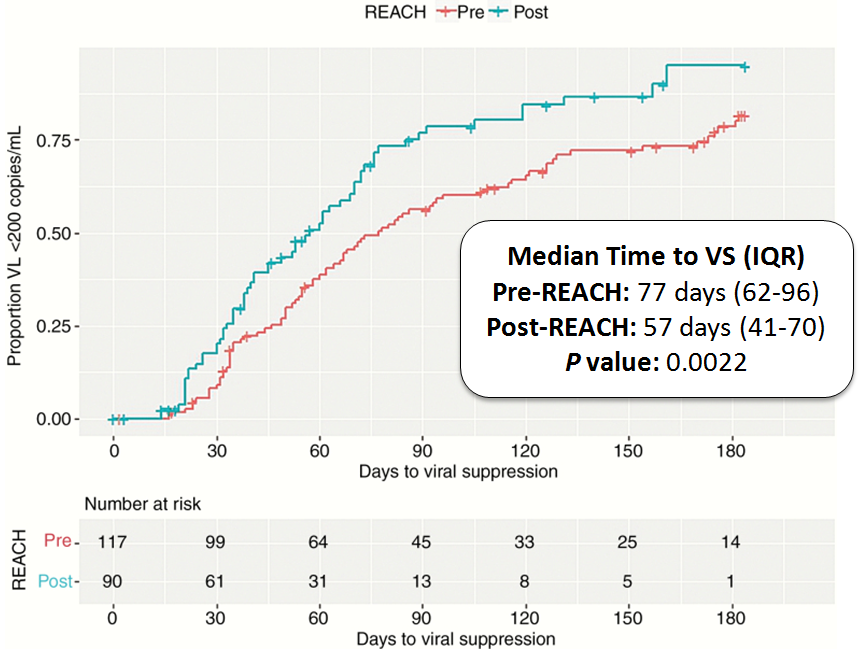 REACH Pre Post
Proportion VL <200 copies/mL
0.75
0.50
0.25
0.00
Median Time to VS (IQR)
Pre-REACH: 77 days (62-96)
Post-REACH: 57 days (41-70)
P value: 0.0022
0 30 60 90 120 150 180
Days to viral suppression
Number at risk
REACH
Pre 117 99 64 45 33 25 14
Post 90 61 31 13 8 5 1
0 30 60 90 120 150 180
Days to viral suppression